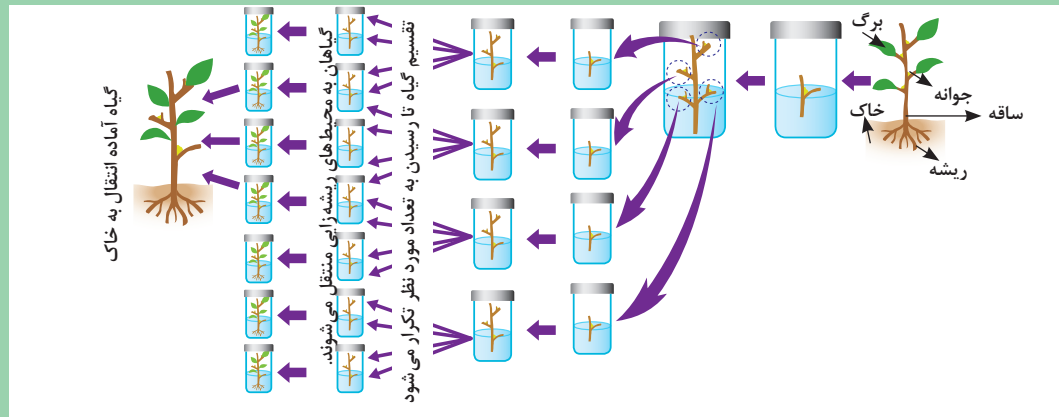 برگ
جوانه
ساقه
خاک
ریشه
تقسیم گیاه تا رسیدن به تعداد مورد نظر تکرار می‌شود
گیاهان به محیط‌های ریشه‌زایی منتقل می‌شوند.
گیاه آماده انتقال به خاک